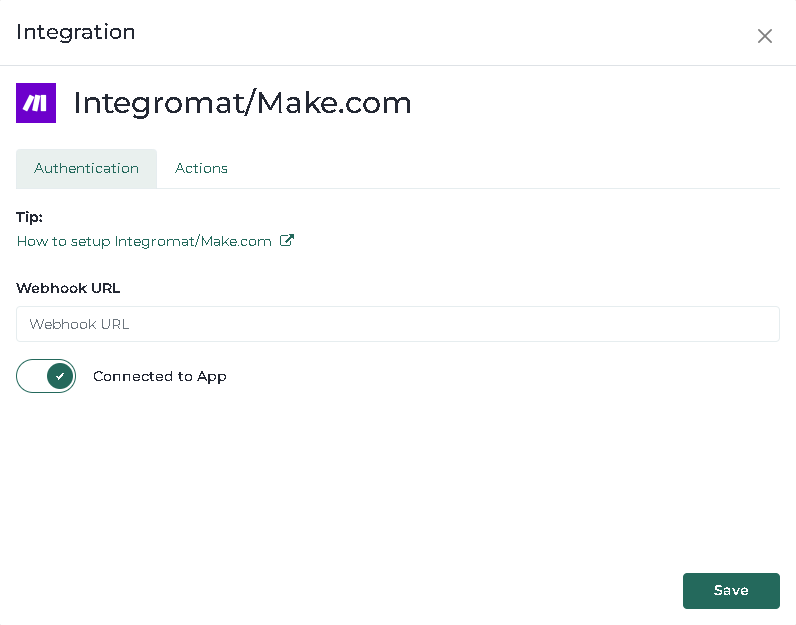 Integration
Integromat/Make.com
Authentication Actions
Tip:
How to setup Integromat/Make.com
Webhook URL
Webhook URL
Connected to App
Save